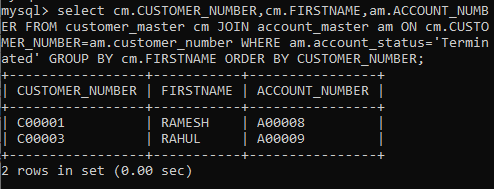 mysql> select cm.CUSTOMER_NUMBER,cm.FIRSTNAME,am.ACCOUNT_NUMB
ER FROM customer_master cm JOIN account_master am ON cm.CUSTO
MER_NUMBER=am.customer_number WHERE am.account_status='Termin
ated' GROUP BY cm.FIRSTNAME ORDER BY CUSTOMER_NUMBER;
+-----------------+-----------+----------------+
| CUSTOMER_NUMBER | FIRSTNAME | ACCOUNT_NUMBER |
+-----------------+-----------+----------------+
| C00001          | RAMESH    | A00008         |
| C00003          | RAHUL     | A00009         |
+-----------------+-----------+----------------+
2 rows in set (0.00 sec)